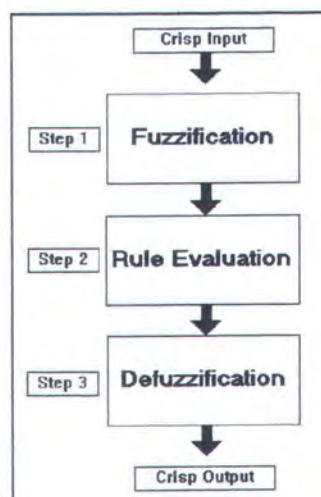 Crisp Input
Step 1
Fuzzification
Step 2
Rule Evaluation
Step 3
Defuzzification
Crisp Output